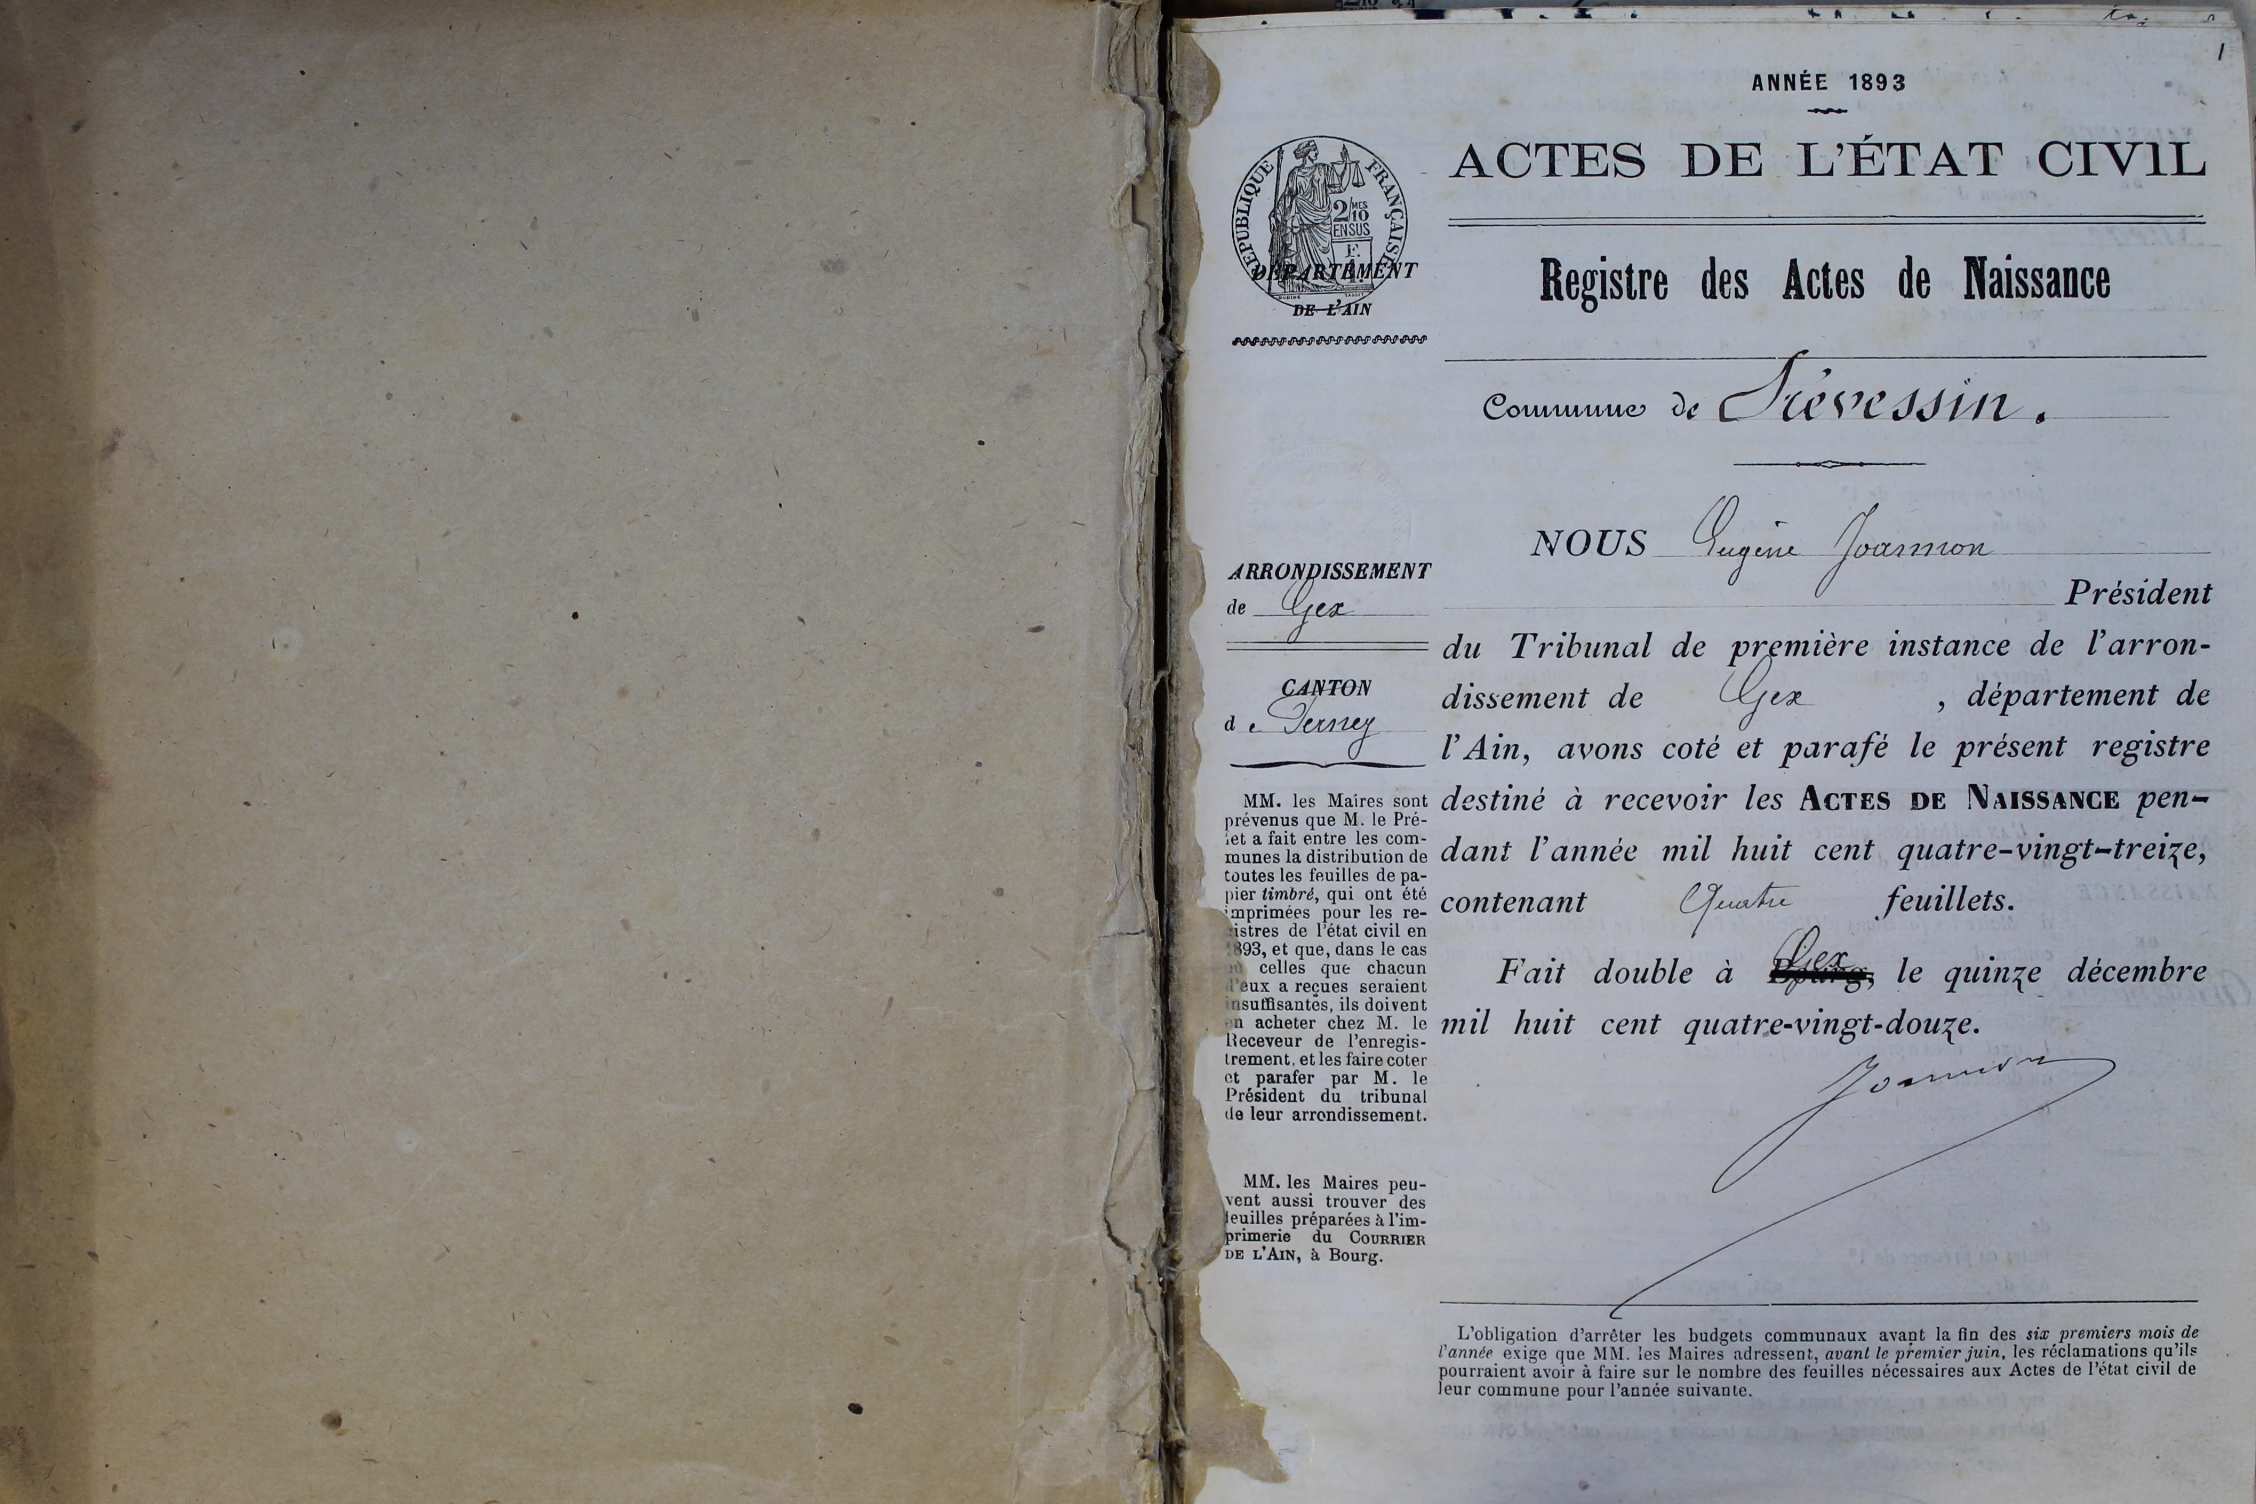 1
ANNÉE 1893
ACTES DE L'ÉTAT CIVIL
RÉPUBLIQUE FRANÇAISE
2/10 MES
EN SUS
DÉPARTEMENT
DE L'AIN
Registre des Actes de Naissance
Commune de Prévessin.
NOUS Eugène Joannon
Président
du Tribunal de première instance de l'arron-
dissement de Gex, département de
l'Ain, avons coté et parafé le présent registre
destiné à recevoir les ACTES DE NAISSANCE pen-
dant l'année mil huit cent quatre-vingt-treize,
contenant Quatre feuillets.
Fait double à Gex le quinze décembre
mil huit cent quatre-vingt-douze.
Joannon
ARRONDISSEMENT
de Gex
CANTON
de Ferney
MM. les Maires sont
prévenus que M. le Pré-
fet a fait entre les com-
munes la distribution de
toutes les feuilles de pa-
pier timbré, qui ont été
imprimées pour les re-
istres de l'état civil en
893, et que, dans le cas
celles que chacun
d'eux a reçues seraient
insuffisantes, ils doivent
en acheter chez M. le
Receveur de l'enregis-
trement, et les faire coter
et parafer par M. le
Président du tribunal
de leur arrondissement.
MM. les Maires peu-
vent aussi trouver des
feuilles préparées à l'im-
primerie du COURRIER
DE L'AIN, à Bourg.
L'obligation d'arrêter les budgets communaux avant la fin des six premiers mois de
l'année exige que MM. les Maires adressent, avant le premier juin, les réclamations qu'ils
pourraient avoir à faire sur le nombre des feuilles nécessaires aux Actes de l'état civil de
leur commune pour l'année suivante.